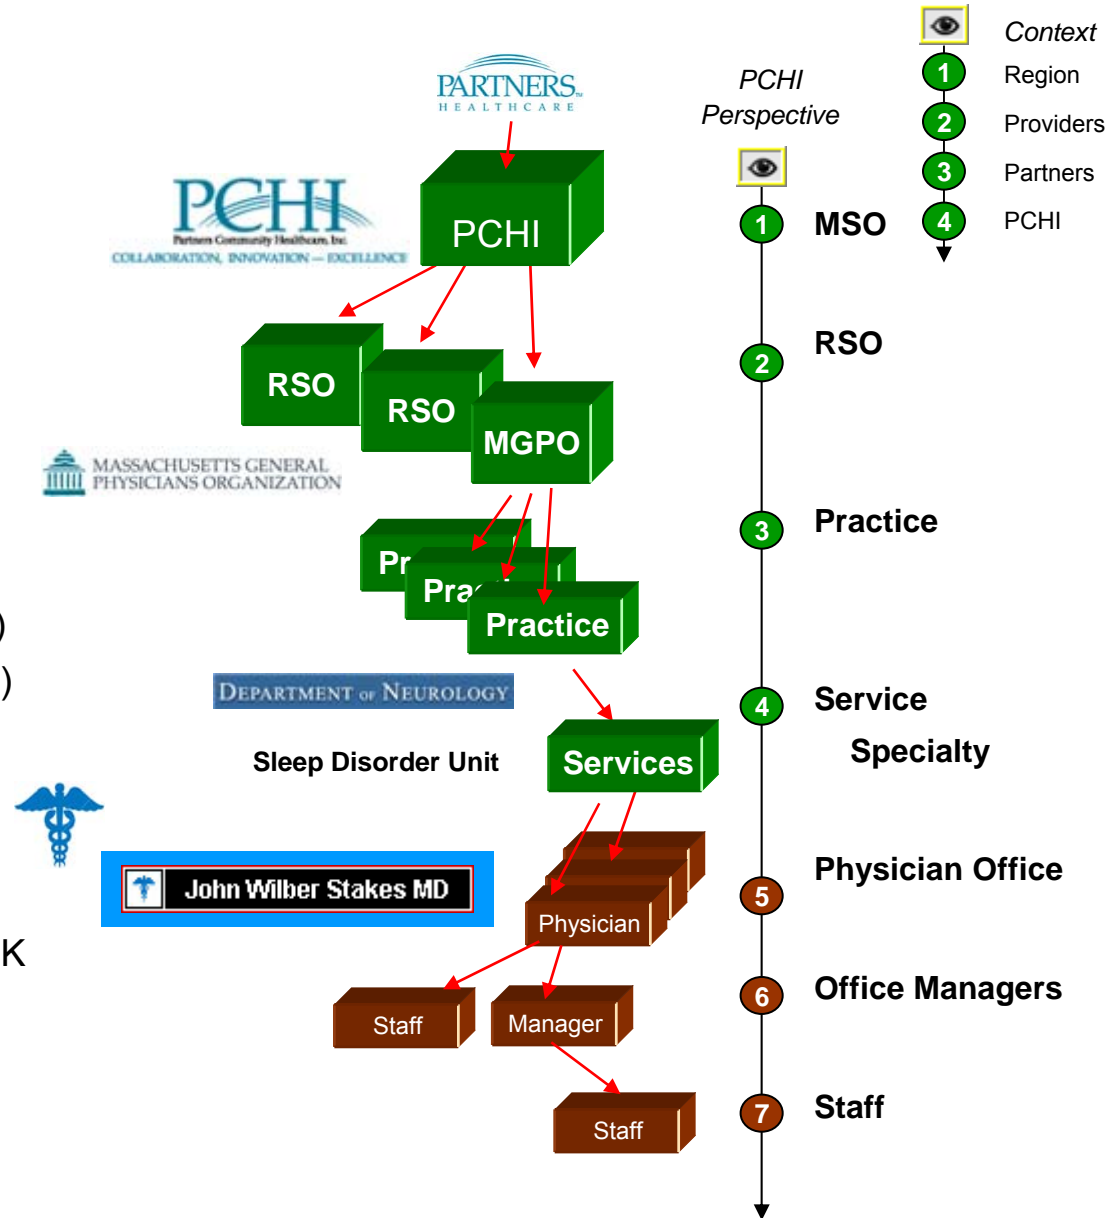 Context
1 Region
2 Providers
3 Partners
4 PCHI
PARTNERS™
HEALTHCARE
PCHI
Perspective
PCHI
Partners Community Healthcare, Inc.
COLLABORATION, INNOVATION — EXCELLENCE
PCHI
1 MSO
RSO
RSO
MGPO
2 RSO
MASSACHUSETTS GENERAL
PHYSICIANS ORGANIZATION
Pr
Pra
Practice
3 Practice
)
)
DEPARTMENT OF NEUROLOGY
Sleep Disorder Unit
Services
4 Service
Specialty
John Wilber Stakes MD
Physician
5 Physician Office
K
Staff
Manager
6 Office Managers
Staff
7 Staff